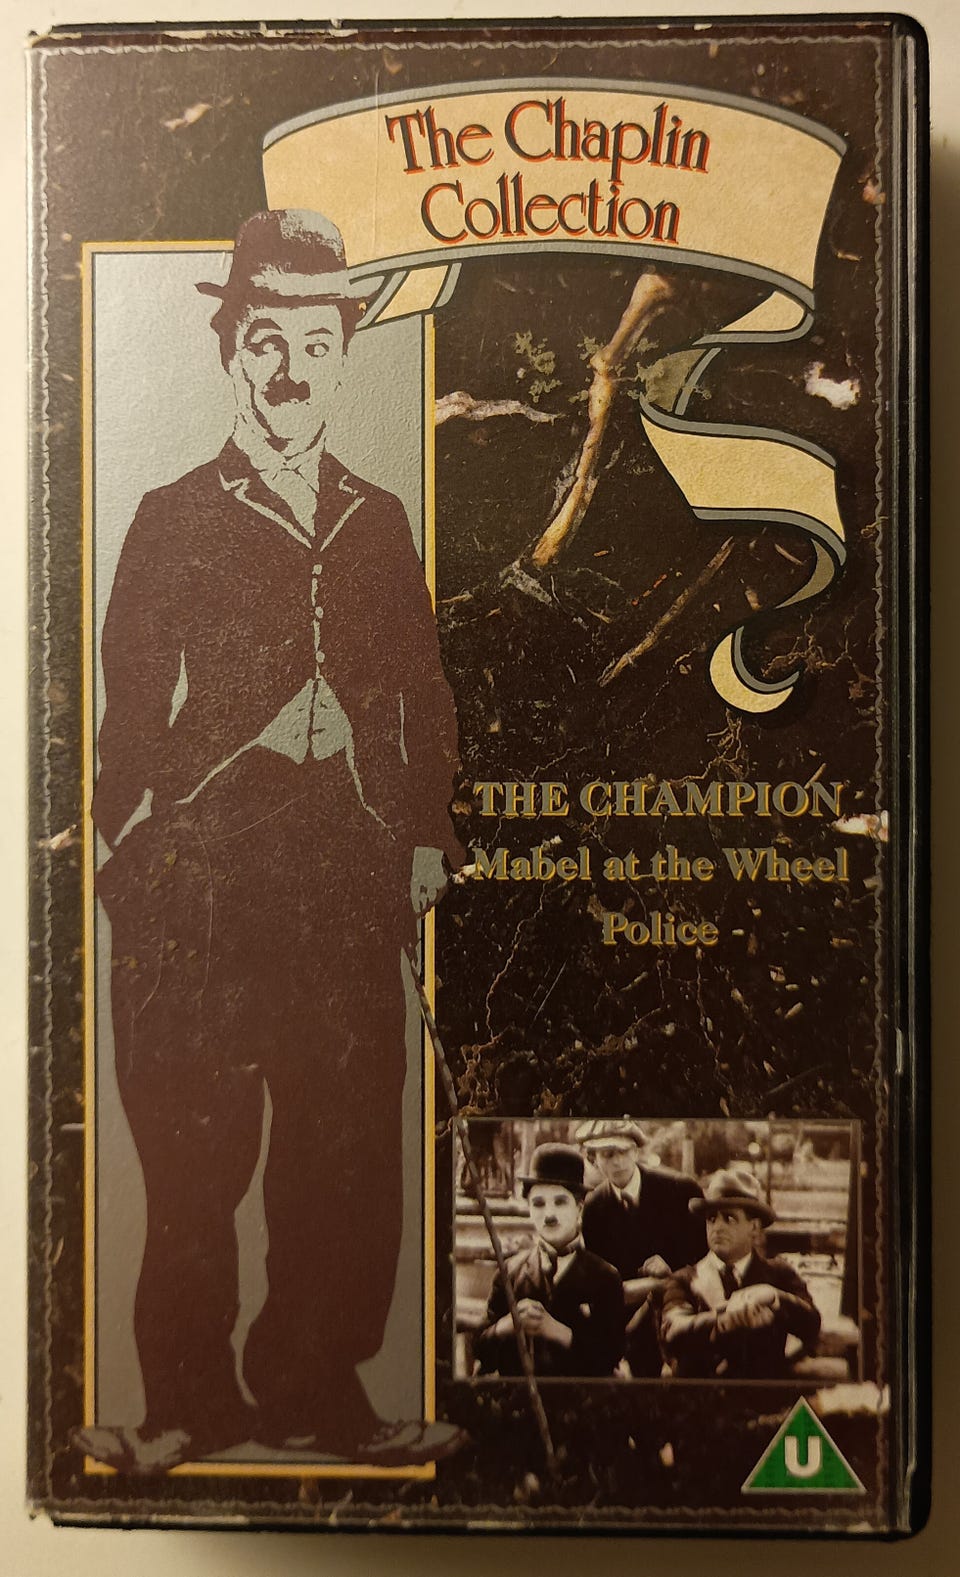 The Chaplin
Collection
THE CHAMPION
Mabel at the Wheel
Police
U